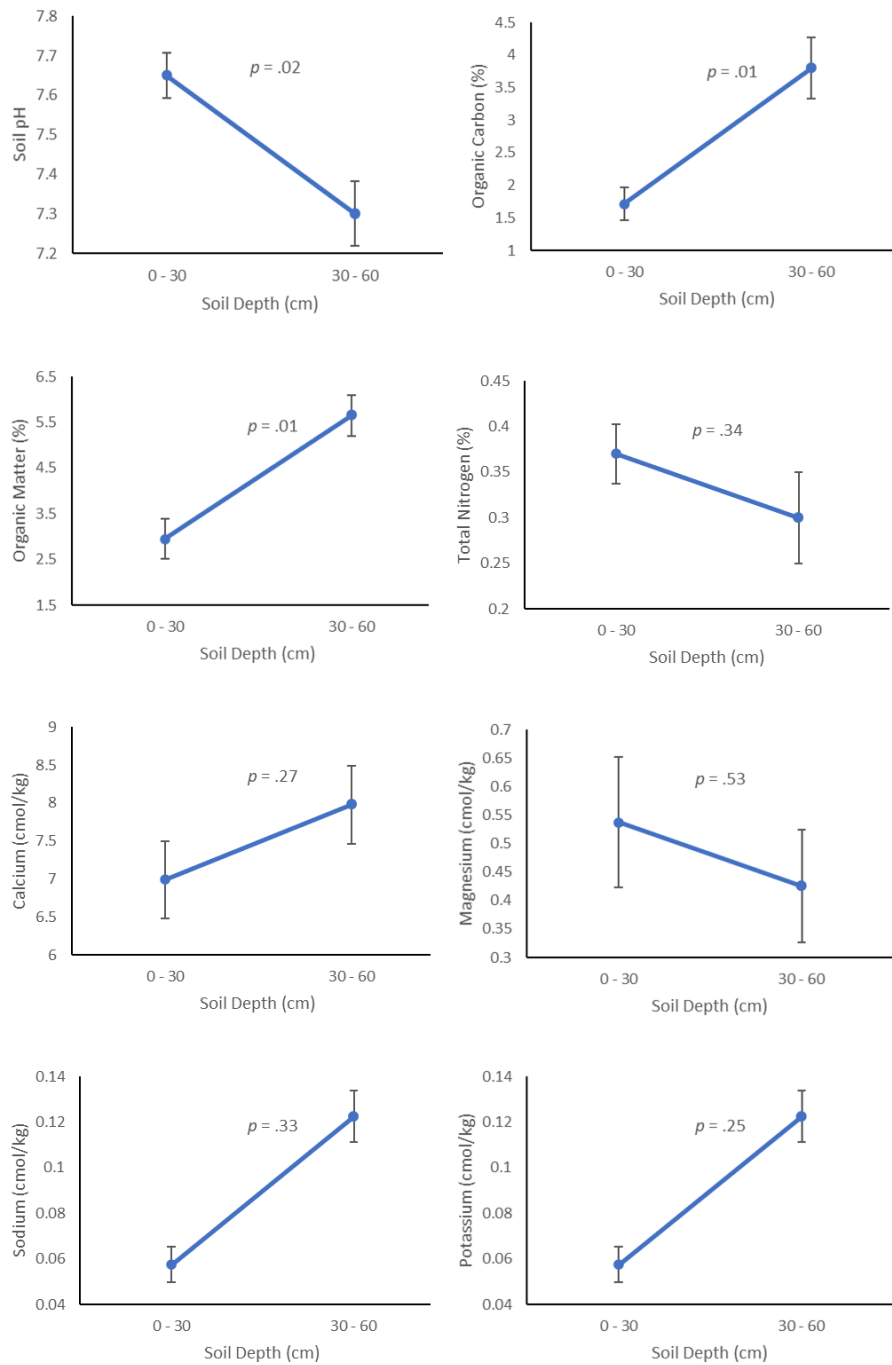 7.8
7.7
7.6
7.5
7.4
7.3
7.2
Soil pH
p = .02
0 - 30
30 - 60
Soil Depth (cm)
4.5
4
3.5
3
2.5
2
1.5
1
Organic Carbon (%)
p = .01
0 - 30
30 - 60
Soil Depth (cm)
6.5
5.5
4.5
3.5
2.5
1.5
Organic Matter (%)
p = .01
0 - 30
30 - 60
Soil Depth (cm)
0.45
0.4
0.35
0.3
0.25
0.2
Total Nitrogen (%)
p = .34
0 - 30
30 - 60
Soil Depth (cm)
9
8.5
8
7.5
7
6.5
6
Calcium (cmol/kg)
p = .27
0 - 30
30 - 60
Soil Depth (cm)
0.7
0.65
0.6
0.55
0.5
0.45
0.4
0.35
0.3
Magnesium (cmol/kg)
p = .53
0 - 30
30 - 60
Soil Depth (cm)
0.14
0.12
0.1
0.08
0.06
0.04
Sodium (cmol/kg)
p = .33
0 - 30
30 - 60
Soil Depth (cm)
0.14
0.12
0.1
0.08
0.06
0.04
Potassium (cmol/kg)
p = .25
0 - 30
30 - 60
Soil Depth (cm)